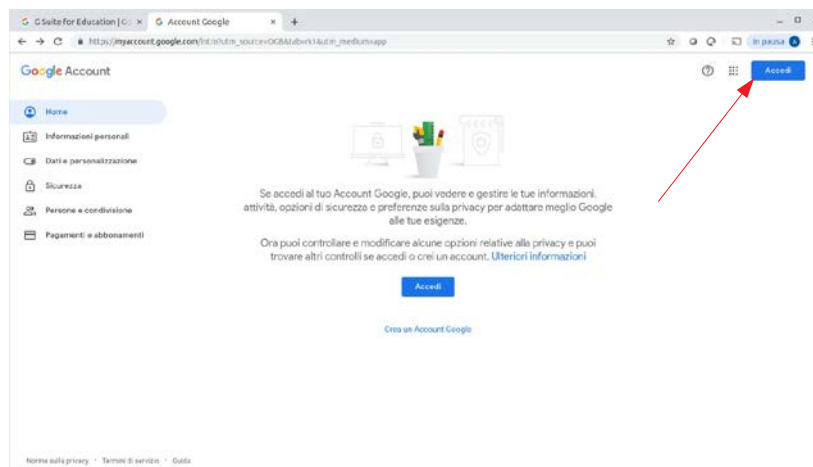 G Suite for Education | G
Account Google
https://myaccount.google.com/intro?utm_source=OGB&tab=rk1&utm_medium=app
In pausa
A
Google Account
Accedi
Home
Informazioni personali
Dati e personalizzazione
Sicurezza
Persone e condivisione
Pagamenti e abbonamenti
Se accedi al tuo Account Google, puoi vedere e gestire le tue informazioni,
attività, opzioni di sicurezza e preferenze sulla privacy per adattare meglio Google
alle tue esigenze.
Ora puoi controllare e modificare alcune opzioni relative alla privacy e puoi
trovare altri controlli se accedi o crei un account. Ulteriori informazioni
Accedi
Crea un Account Google
Norme sulla privacy · Termini di servizio · Guida